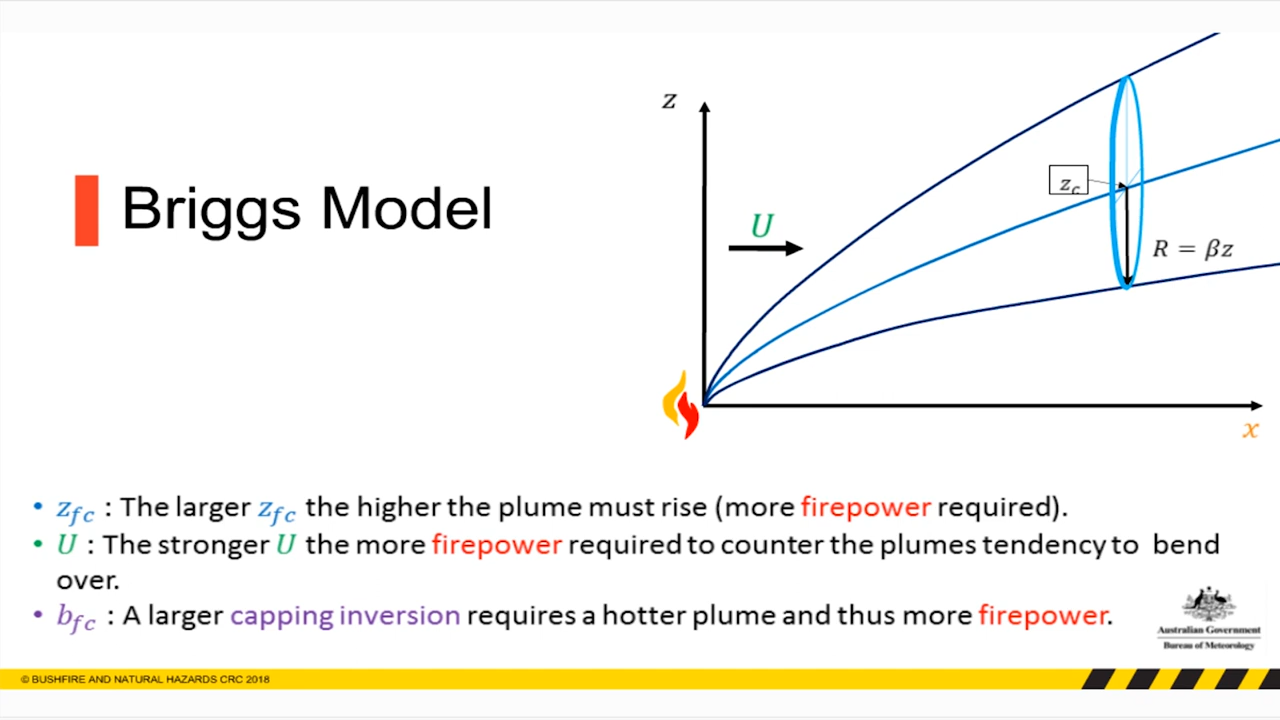 Briggs Model
z
U
z_c
R = βz
x
• z_fc : The larger z_fc the higher the plume must rise (more firepower required).
• U : The stronger U the more firepower required to counter the plumes tendency to bend
over.
• b_fc : A larger capping inversion requires a hotter plume and thus more firepower.
Australian Government
Bureau of Meteorology
© BUSHFIRE AND NATURAL HAZARDS CRC 2018